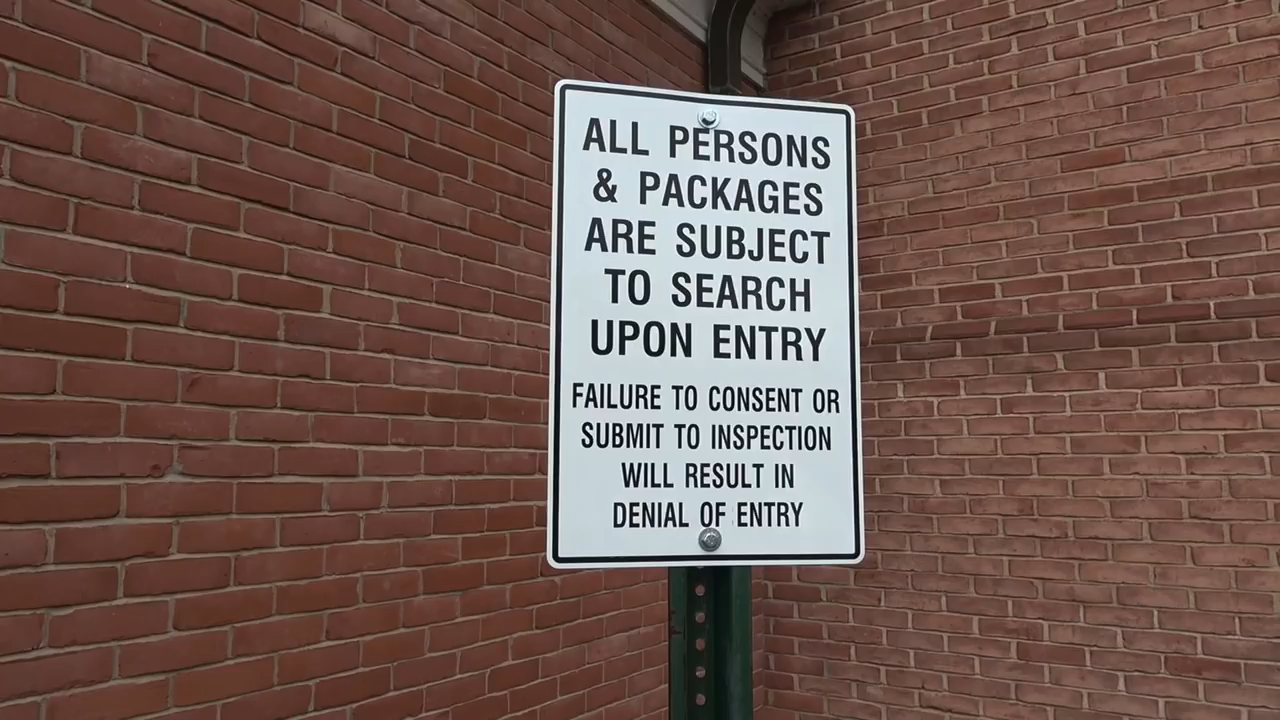 ALL PERSONS
& PACKAGES
ARE SUBJECT
TO SEARCH
UPON ENTRY
FAILURE TO CONSENT OR
SUBMIT TO INSPECTION
WILL RESULT IN
DENIAL OF ENTRY